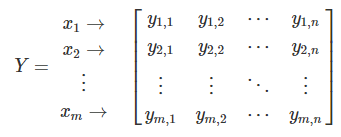 x₁ → y₁,₁ y₁,₂ ⋯ y₁,ₙ
x₂ → y₂,₁ y₂,₂ ⋯ y₂,ₙ
Y =
⋮ ⋮ ⋮ ⋱ ⋮
xₘ → yₘ,₁ yₘ,₂ ⋯ yₘ,ₙ